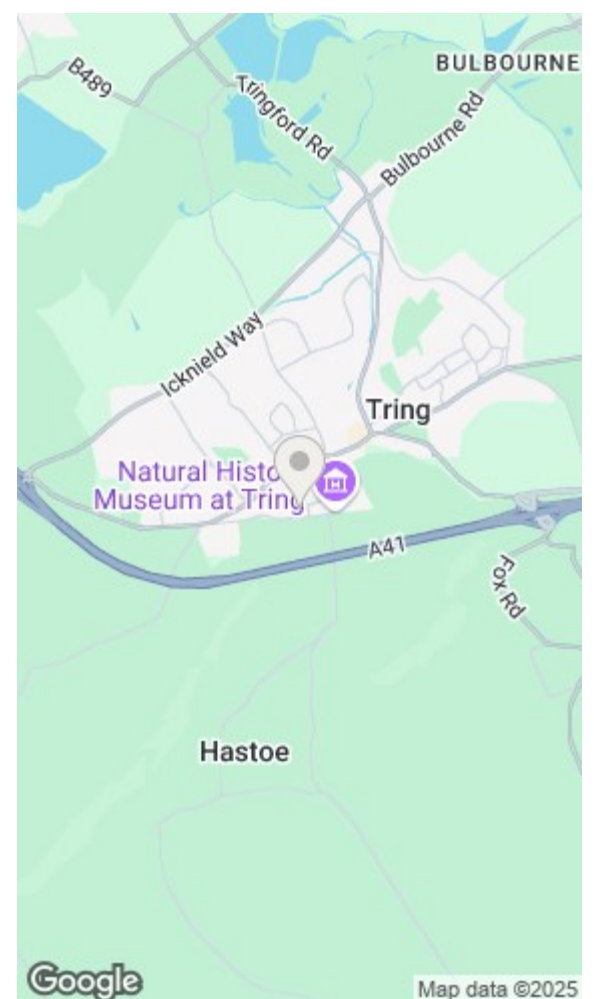 BULBOURNE
B489
Tringford Rd
Bulbourne Rd
Icknield Way
Tring
Natural Histo
Museum at Tring
A41
Fox Rd
Hastoe
Google
Map data ©2025